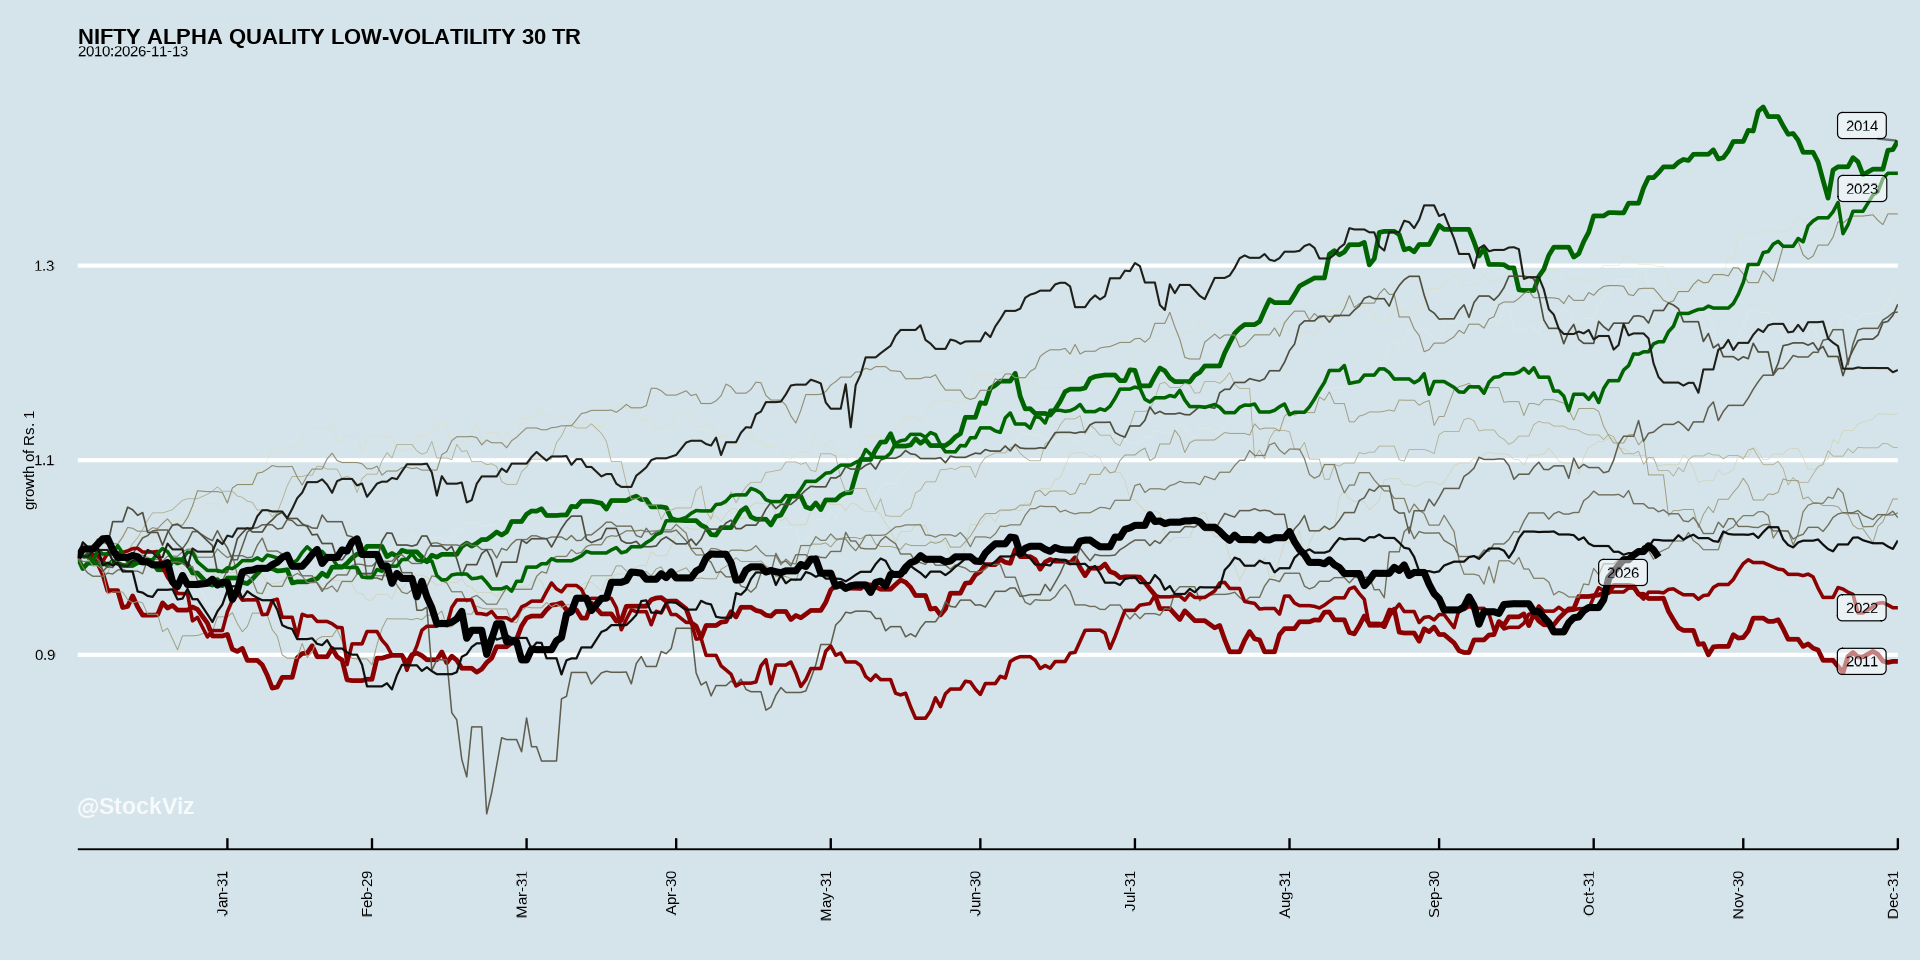 NIFTY ALPHA QUALITY LOW-VOLATILITY 30 TR
2010:2026-11-13
2014
2023
1.3
1.1
growth of Rs. 1
2026
2022
0.9
2011
@StockViz
Jan-31
Feb-29
Mar-31
Apr-30
May-31
Jun-30
Jul-31
Aug-31
Sep-30
Oct-31
Nov-30
Dec-31